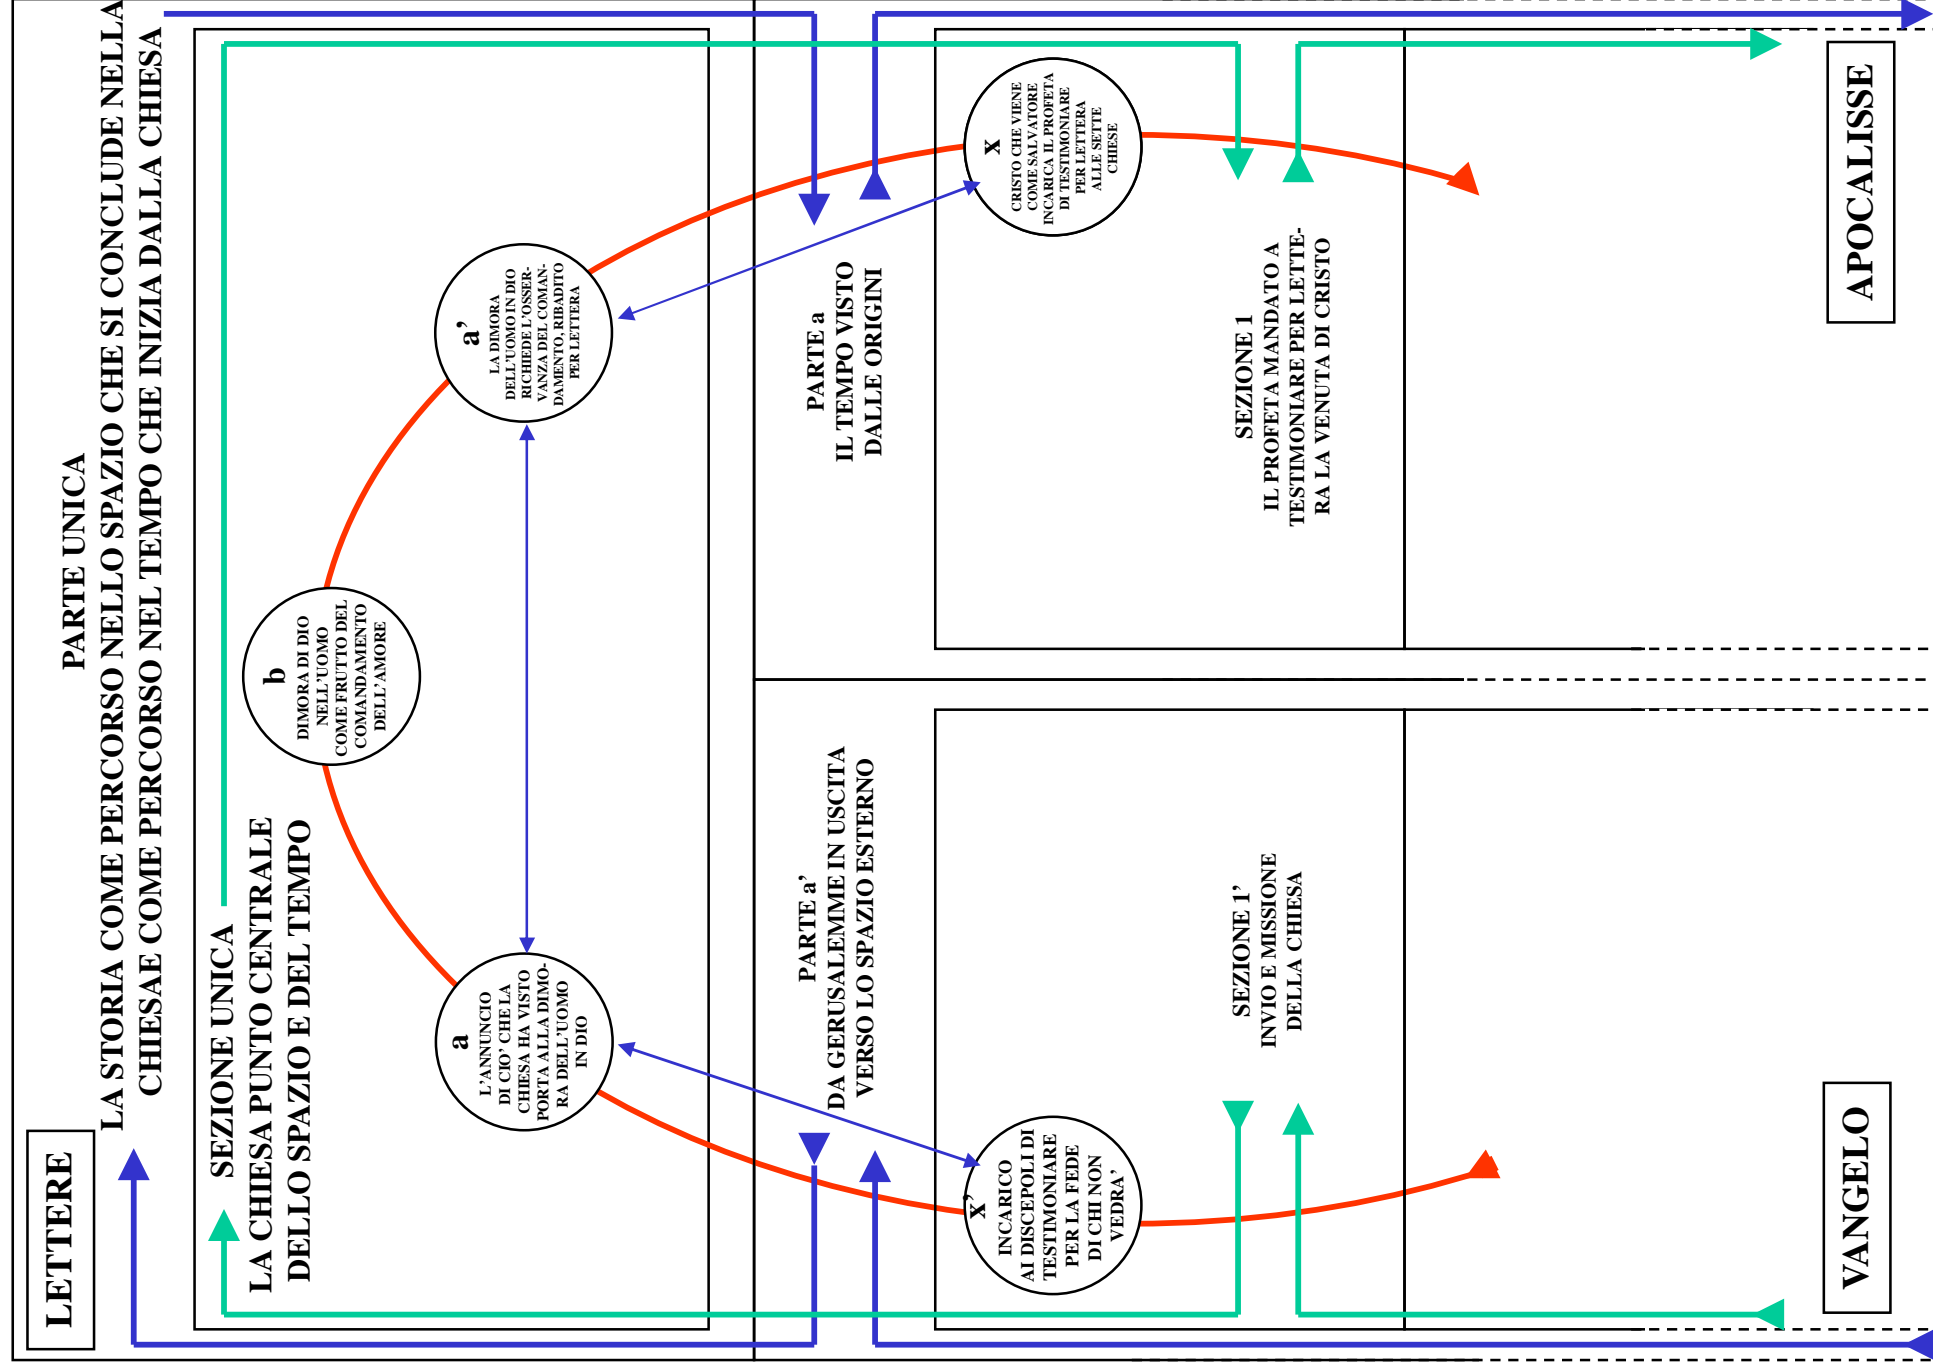 LETTERE
PARTE UNICA
LA STORIA COME PERCORSO NELLO SPAZIO CHE SI CONCLUDE NELLA
CHIESA E COME PERCORSO NEL TEMPO CHE INIZIA DALLA CHIESA
SEZIONE UNICA
LA CHIESA PUNTO CENTRALE
DELLO SPAZIO E DEL TEMPO
b
DIMORA DI DIO
NELL'UOMO
COME FRUTTO DEL
COMANDAMENTO
DELL'AMORE
a
L'ANNUNCIO
DI CIO' CHE LA
CHIESA HA VISTO
PORTA ALLA DIMO-
RA DELL'UOMO
IN DIO
a'
LA DIMORA
DELL'UOMO IN DIO
RICHIEDE L'OSSER-
VANZA DEL COMAN-
DAMENTO, RIBADITO
PER LETTERA
PARTE a'
DA GERUSALEMME IN USCITA
VERSO LO SPAZIO ESTERNO
PARTE a
IL TEMPO VISTO
DALLE ORIGINI
x'
INCARICO
AI DISCEPOLI DI
TESTIMONIARE
PER LA FEDE
DI CHI NON
VEDRA'
x
CRISTO CHE VIENE
COME SALVATORE
INCARICA IL PROFETA
DI TESTIMONIARE
PER LETTERA
ALLE SETTE
CHIESE
SEZIONE 1'
INVIO E MISSIONE
DELLA CHIESA
SEZIONE 1
IL PROFETA MANDATO A
TESTIMONIARE PER LETTE-
RA LA VENUTA DI CRISTO
VANGELO
APOCALISSE